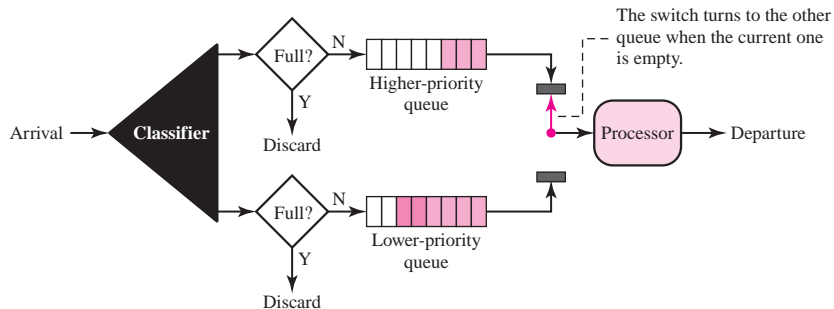 The switch turns to the other
queue when the current one
is empty.
Full?
N
Higher-priority
queue
Y
Discard
Arrival
Classifier
Processor
Departure
Full?
N
Lower-priority
queue
Y
Discard